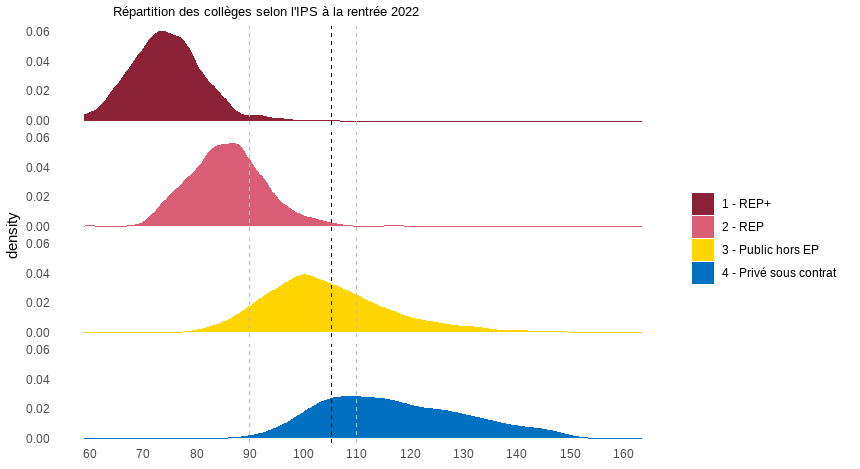 Répartition des collèges selon l'IPS à la rentrée 2022
density
0.06
0.04
0.02
0.00
0.06
0.04
0.02
0.00
0.06
0.04
0.02
0.00
0.06
0.04
0.02
0.00
60 70 80 90 100 110 120 130 140 150 160
1 - REP+
2 - REP
3 - Public hors EP
4 - Privé sous contrat